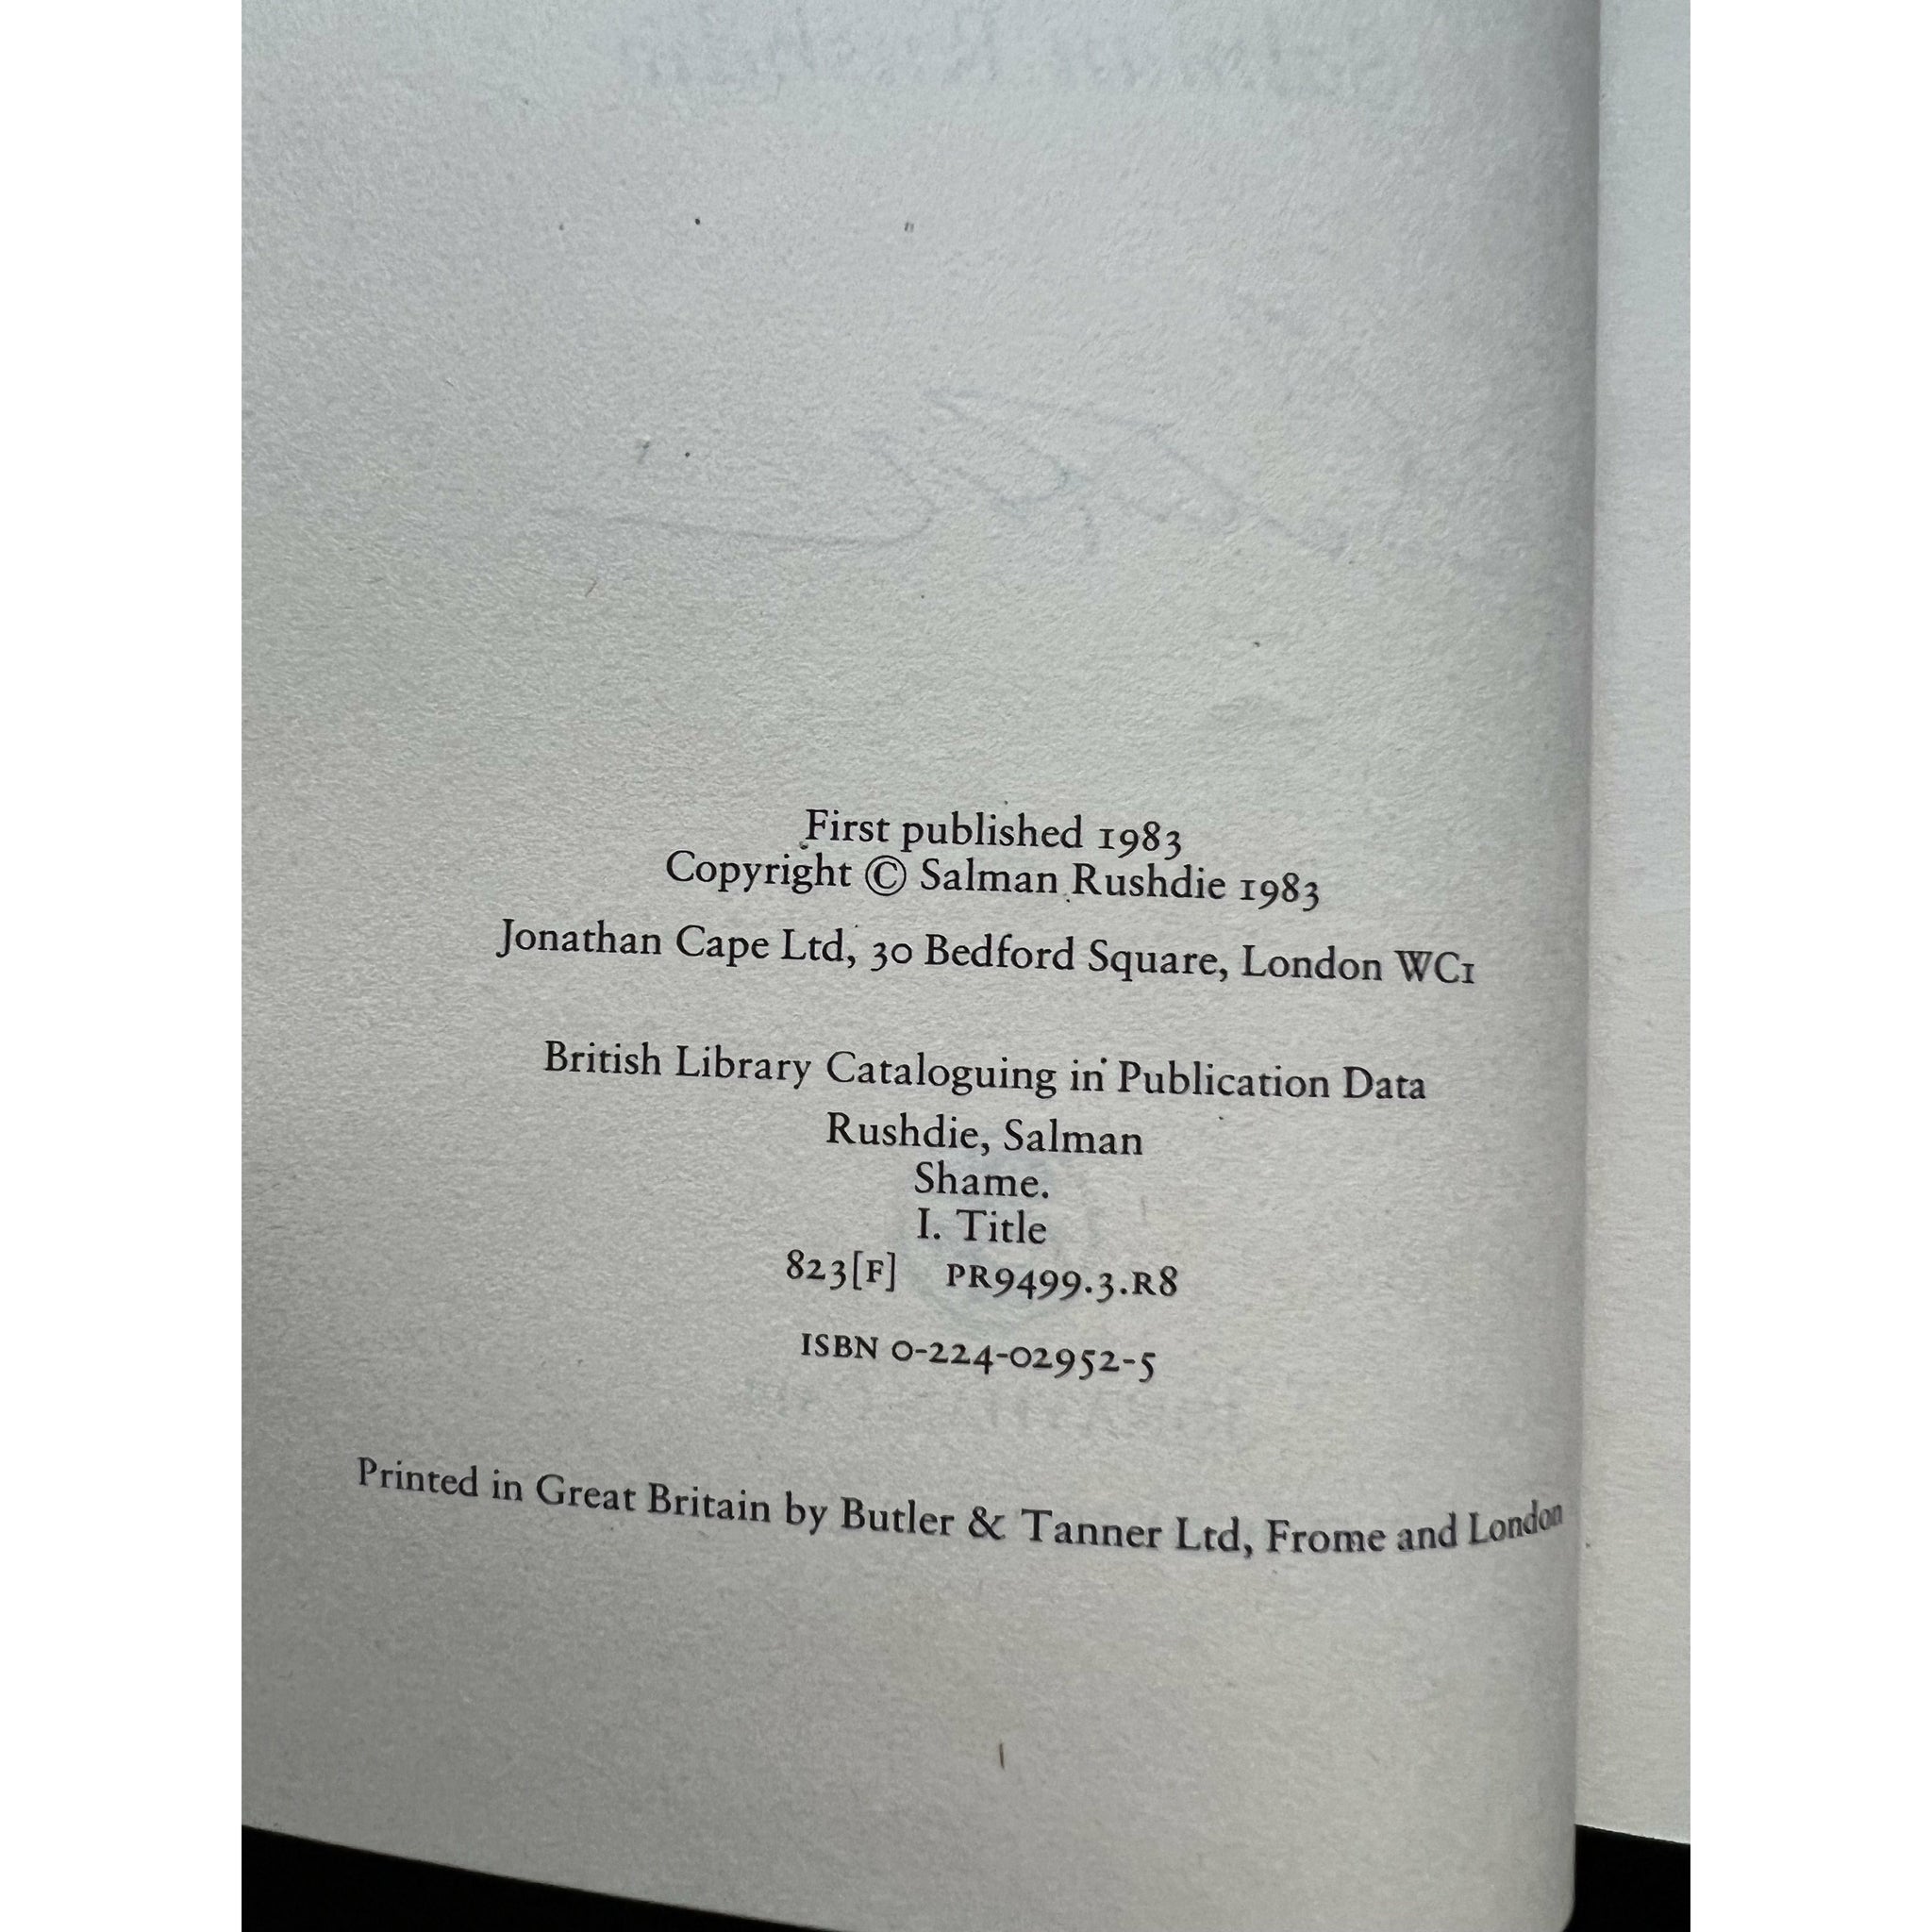 First published 1983
Copyright © Salman Rushdie 1983
Jonathan Cape Ltd, 30 Bedford Square, London WC1
British Library Cataloguing in Publication Data
Rushdie, Salman
Shame.
I. Title
823[F] PR9499.3.R8
ISBN 0-224-02952-5
Printed in Great Britain by Butler & Tanner Ltd, Frome and London